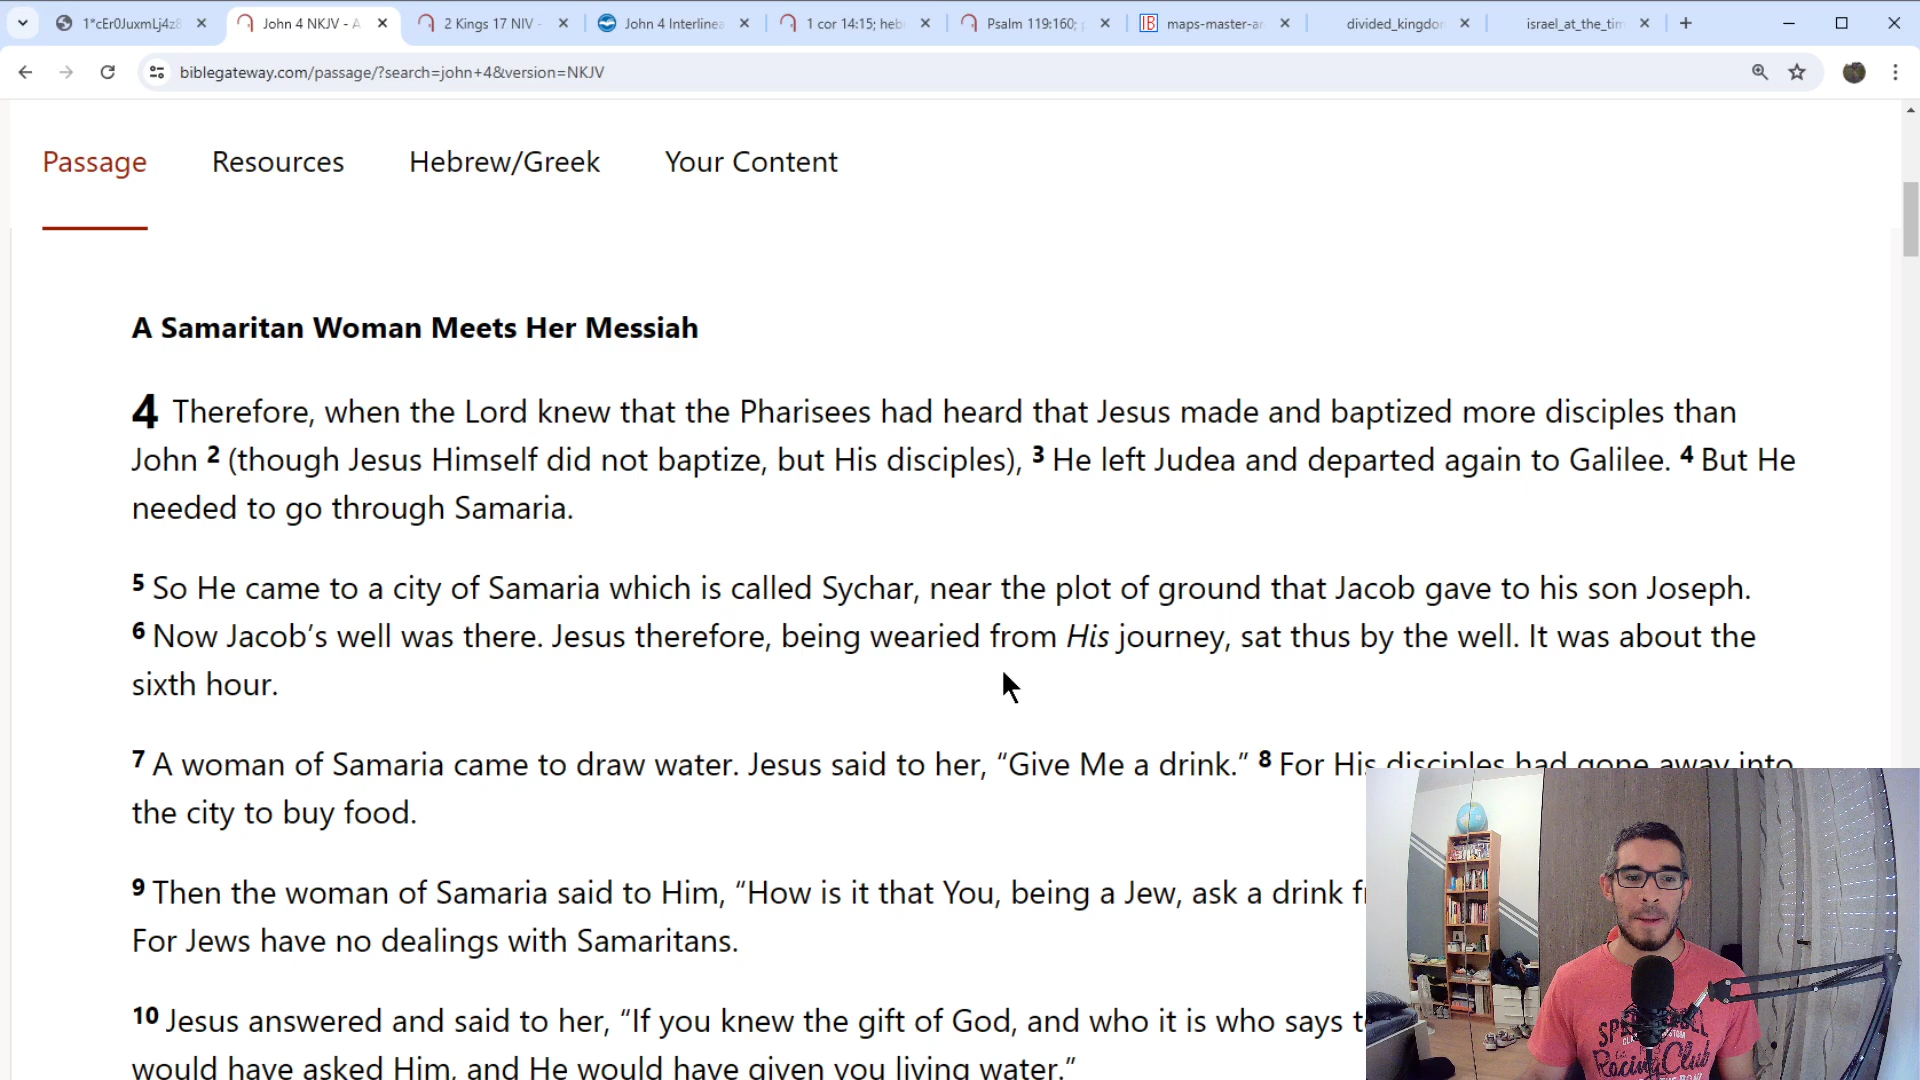 1*cEr0JuxmLj4z8
John 4 NKJV - A
2 Kings 17 NIV -
John 4 Interlinea
1 cor 14:15; heb
Psalm 119:160;
IB
maps-master-ar
divided_kingdor
israel_at_the_tim
biblegateway.com/passage/?search=john+4&version=NKJV
Passage
Resources
Hebrew/Greek
Your Content
A Samaritan Woman Meets Her Messiah
4 Therefore, when the Lord knew that the Pharisees had heard that Jesus made and baptized more disciples than
John 2 (though Jesus Himself did not baptize, but His disciples), 3 He left Judea and departed again to Galilee. 4 But He
needed to go through Samaria.
5 So He came to a city of Samaria which is called Sychar, near the plot of ground that Jacob gave to his son Joseph.
6 Now Jacob’s well was there. Jesus therefore, being wearied from His journey, sat thus by the well. It was about the
sixth hour.
7 A woman of Samaria came to draw water. Jesus said to her, “Give Me a drink.” 8 For His disciples had gone away into
the city to buy food.
9 Then the woman of Samaria said to Him, “How is it that You, being a Jew, ask a drink fr
For Jews have no dealings with Samaritans.
10 Jesus answered and said to her, “If you knew the gift of God, and who it is who says t
would have asked Him, and He would have given you living water.”
Racing Club